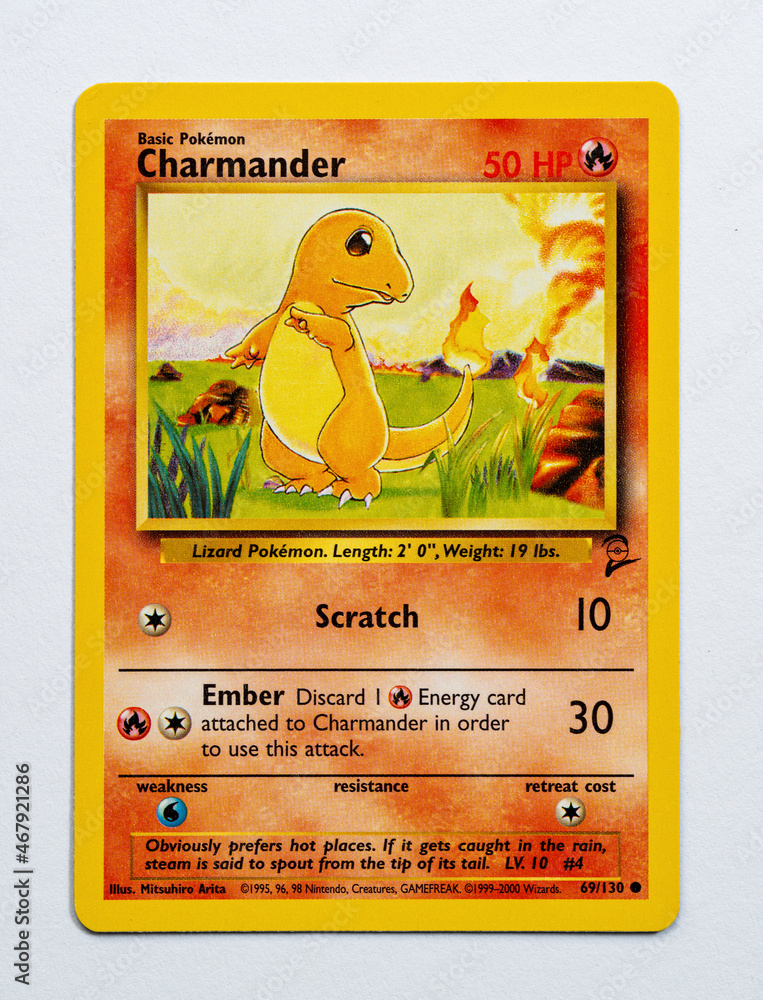 Basic Pokémon
Charmander 50 HP
Lizard Pokémon. Length: 2' 0", Weight: 19 lbs.
Scratch 10
Ember Discard 1 Energy card
attached to Charmander in order
to use this attack.
30
weakness resistance retreat cost
Obviously prefers hot places. If it gets caught in the rain,
steam is said to spout from the tip of its tail. LV. 10 #4
Illus. Mitsuhiro Arita ©1995, 96, 98 Nintendo, Creatures, GAMEFREAK. ©1999-2000 Wizards. 69/130
Adobe Stock | #467921286